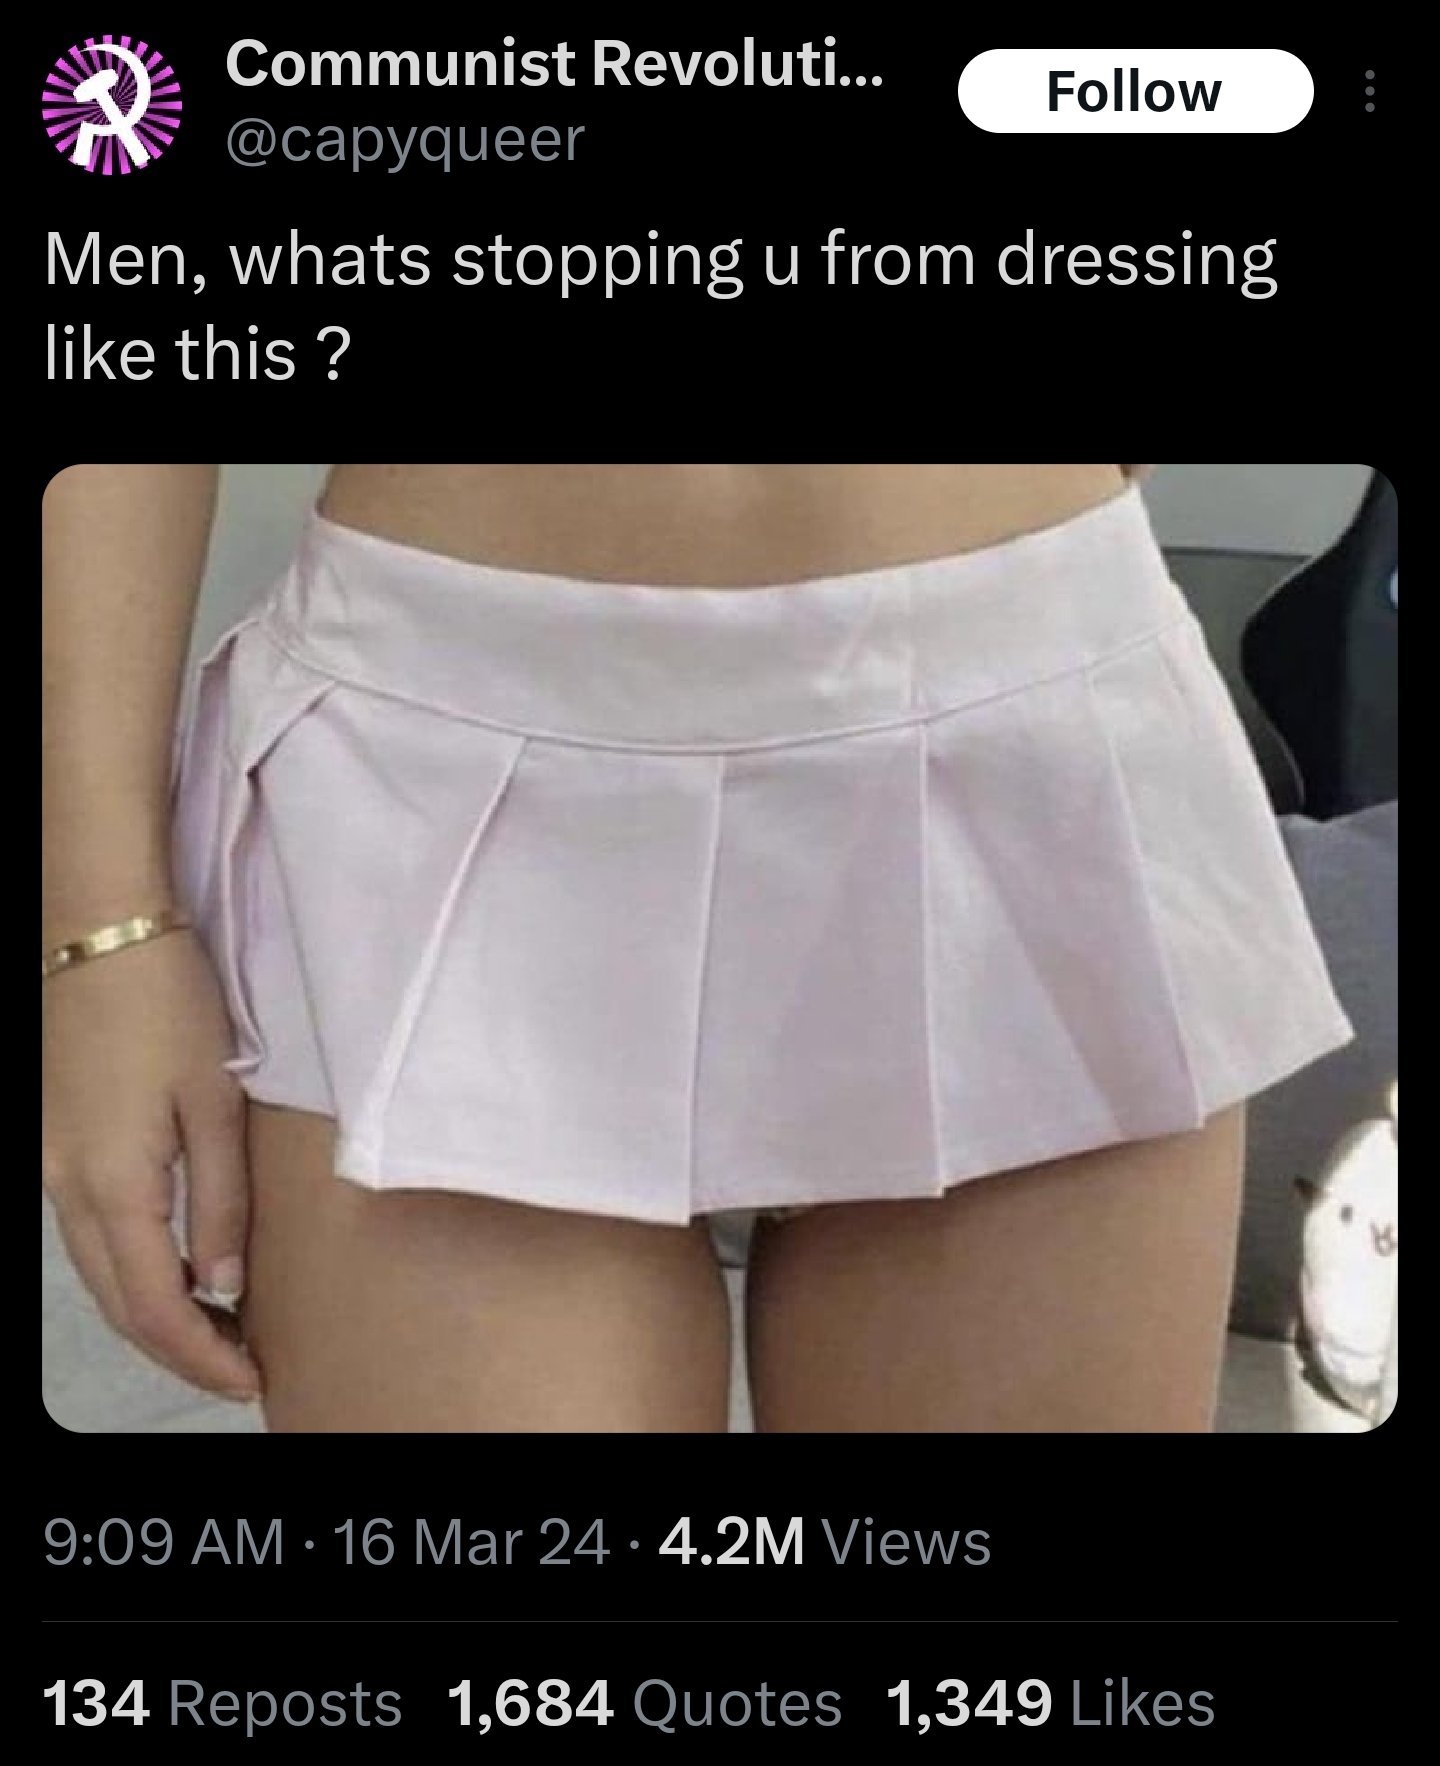 Communist Revoluti...
@capyqueer
Follow
Men, whats stopping u from dressing
like this ?
9:09 AM · 16 Mar 24 · 4.2M Views
134 Reposts 1,684 Quotes 1,349 Likes